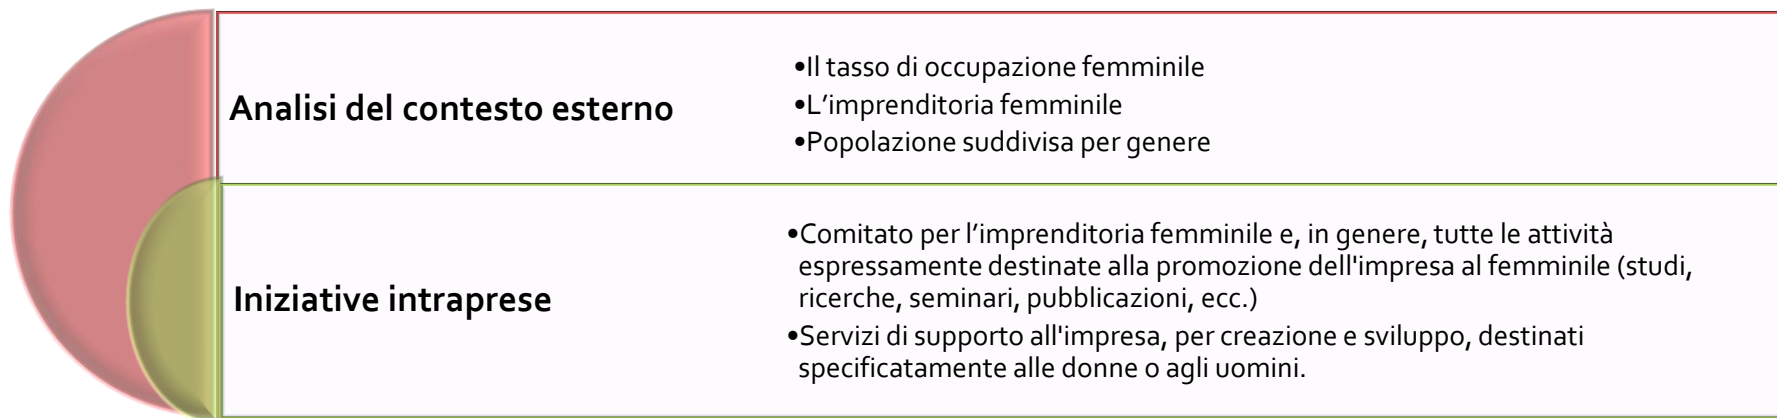 Analisi del contesto esterno
•Il tasso di occupazione femminile
•L’imprenditoria femminile
•Popolazione suddivisa per genere
Iniziative intraprese
•Comitato per l’imprenditoria femminile e, in genere, tutte le attività
espressamente destinate alla promozione dell'impresa al femminile (studi,
ricerche, seminari, pubblicazioni, ecc.)
•Servizi di supporto all'impresa, per creazione e sviluppo, destinati
specificatamente alle donne o agli uomini.